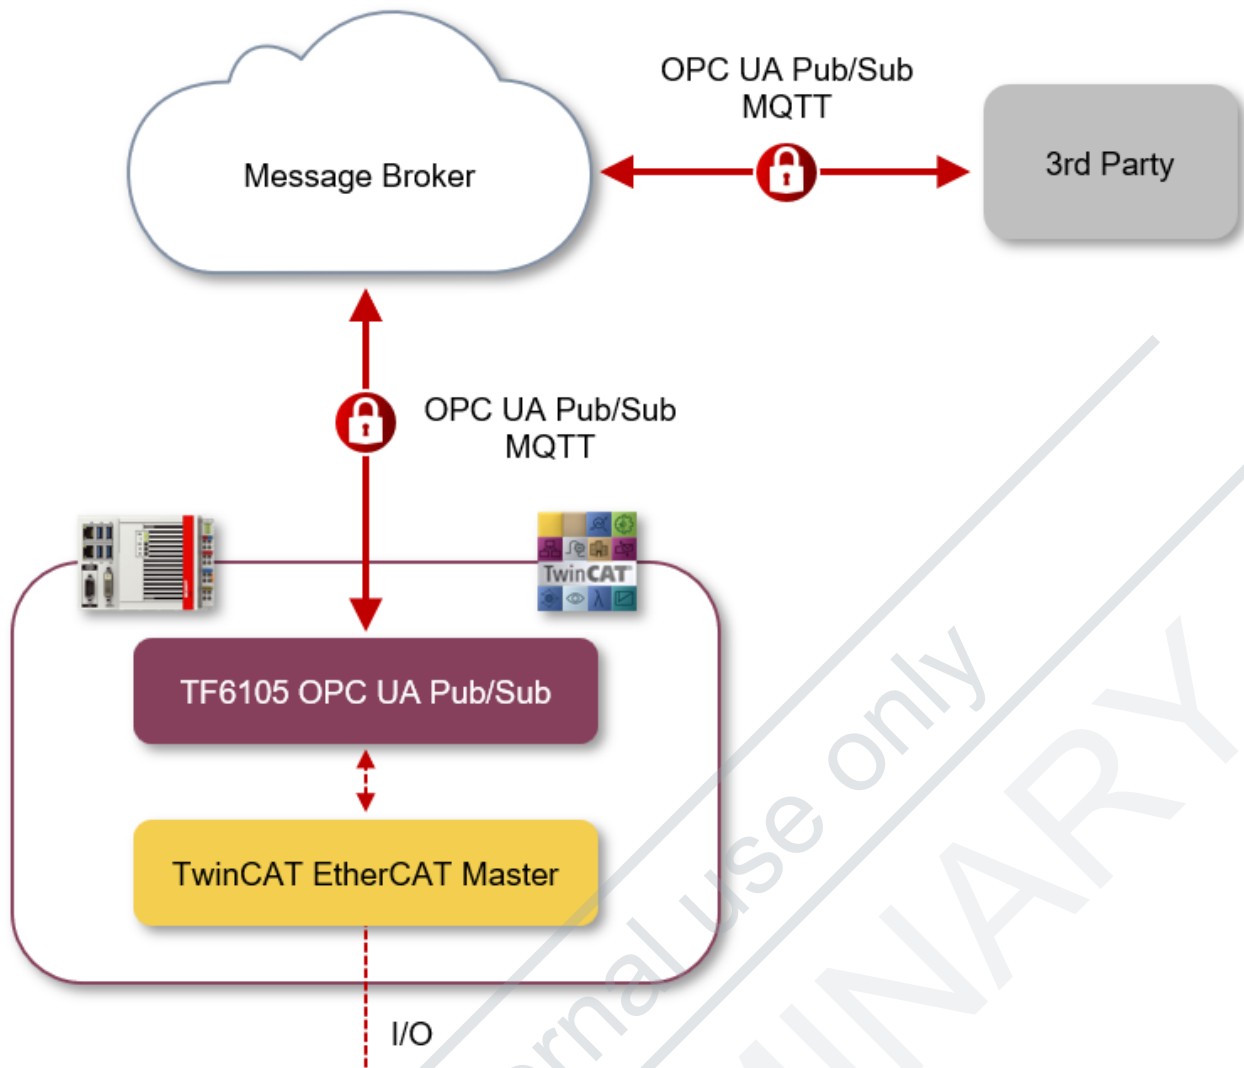 OPC UA Pub/Sub
MQTT
Message Broker
3rd Party
OPC UA Pub/Sub
MQTT
TwinCAT
TF6105 OPC UA Pub/Sub
TwinCAT EtherCAT Master
I/O
use only